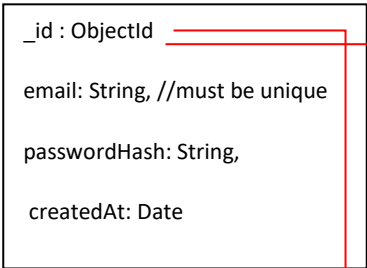 _id : ObjectId
email: String, //must be unique
passwordHash: String,
createdAt: Date